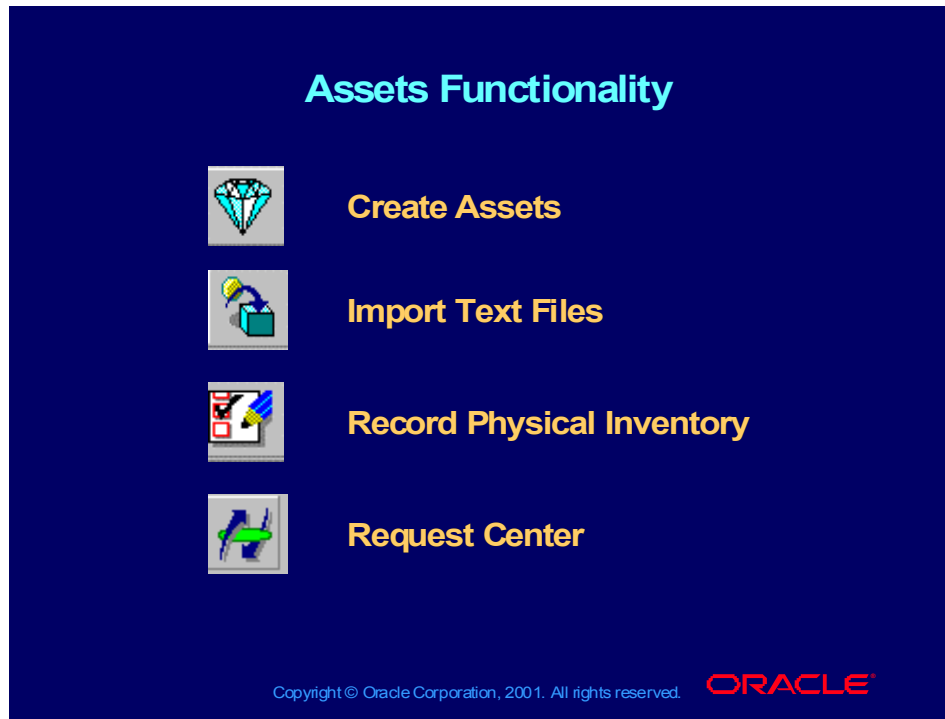 Assets Functionality
Create Assets
Import Text Files
Record Physical Inventory
Request Center
Copyright © Oracle Corporation, 2001. All rights reserved. ORACLE®